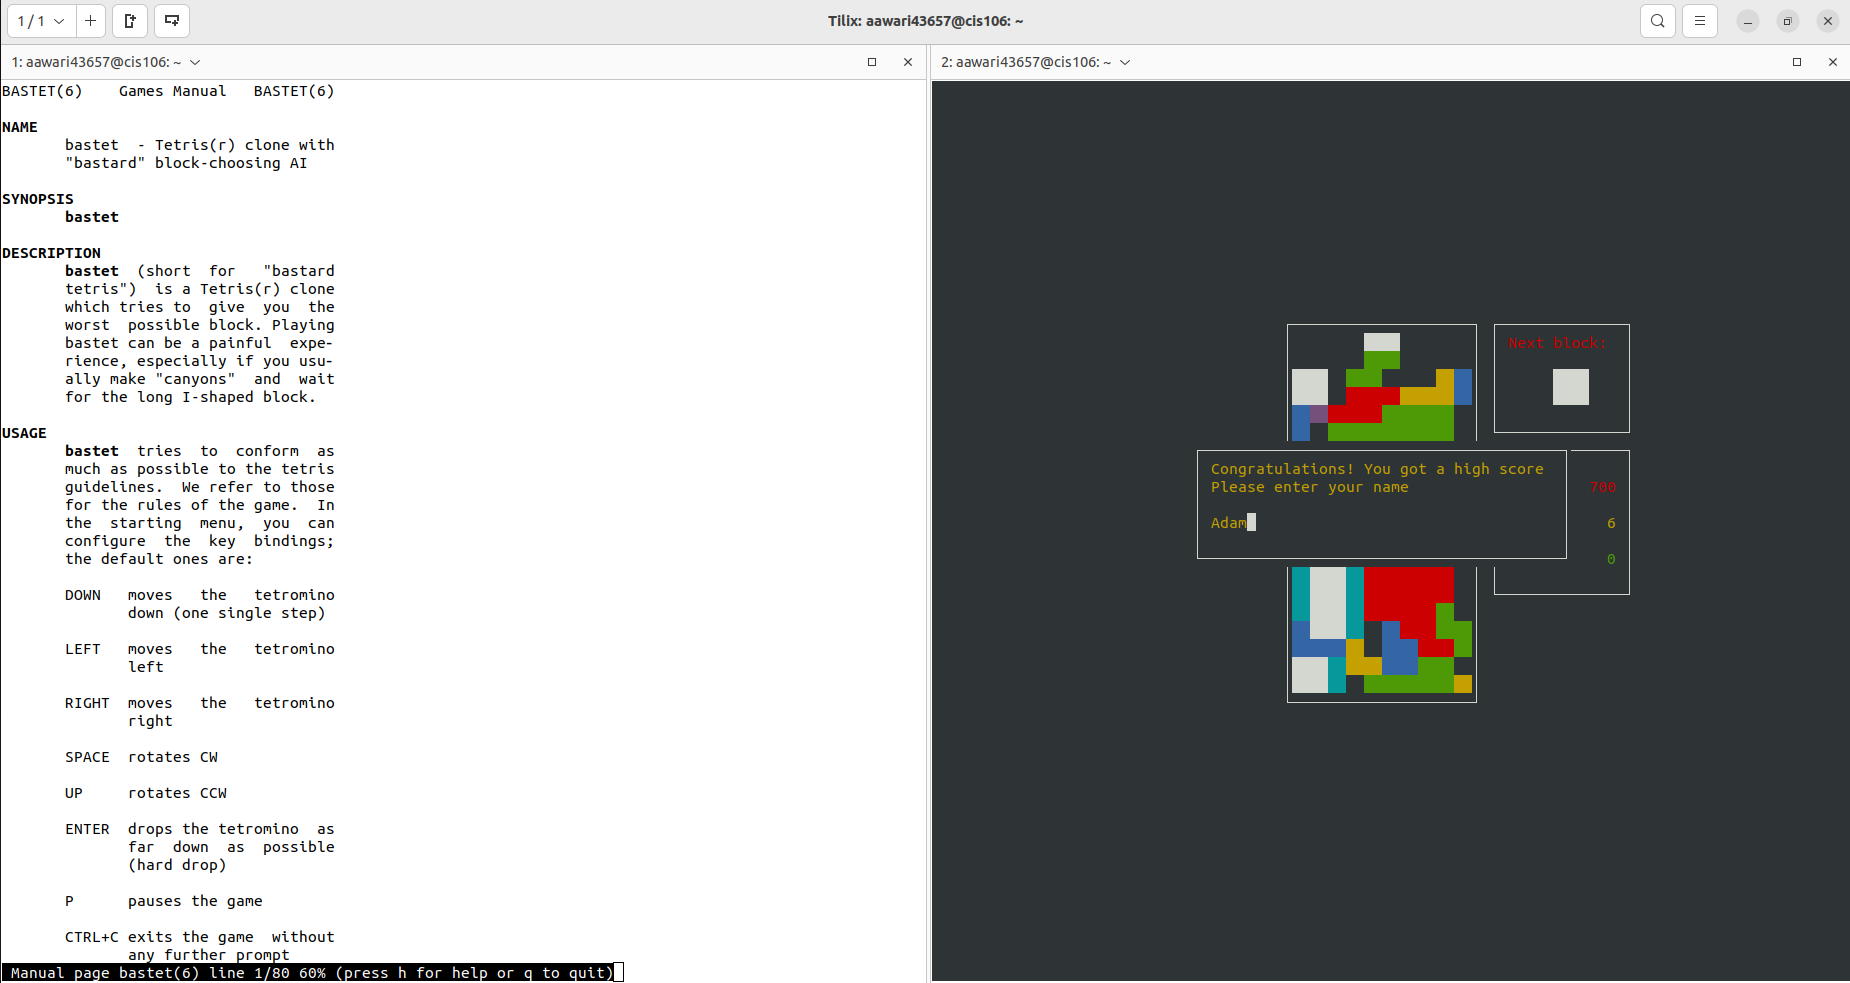 1 / 1
Tilix: aawari43657@cis106: ~
1: aawari43657@cis106: ~
BASTET(6)    Games Manual   BASTET(6)
NAME
bastet  - Tetris(r) clone with
"bastard" block-choosing AI
SYNOPSIS
bastet
DESCRIPTION
bastet  (short  for   "bastard
tetris")  is a Tetris(r) clone
which tries to  give  you  the
worst  possible block. Playing
bastet can be a painful  expe-
rience, especially if you usu-
ally make "canyons"  and  wait
for the long I-shaped block.
USAGE
bastet  tries  to  conform  as
much as possible to the tetris
guidelines.  We refer to those
for the rules of the game.  In
the  starting  menu,  you  can
configure  the  key  bindings;
the default ones are:
DOWN   moves   the   tetromino
down (one single step)
LEFT   moves   the   tetromino
left
RIGHT  moves   the   tetromino
right
SPACE  rotates CW
UP     rotates CCW
ENTER  drops the tetromino  as
far  down  as  possible
(hard drop)
P      pauses the game
CTRL+C exits the game  without
any further prompt
Manual page bastet(6) line 1/80 60% (press h for help or q to quit)
2: aawari43657@cis106: ~
Next block:
Congratulations! You got a high score
Please enter your name
Adam
700
6
0